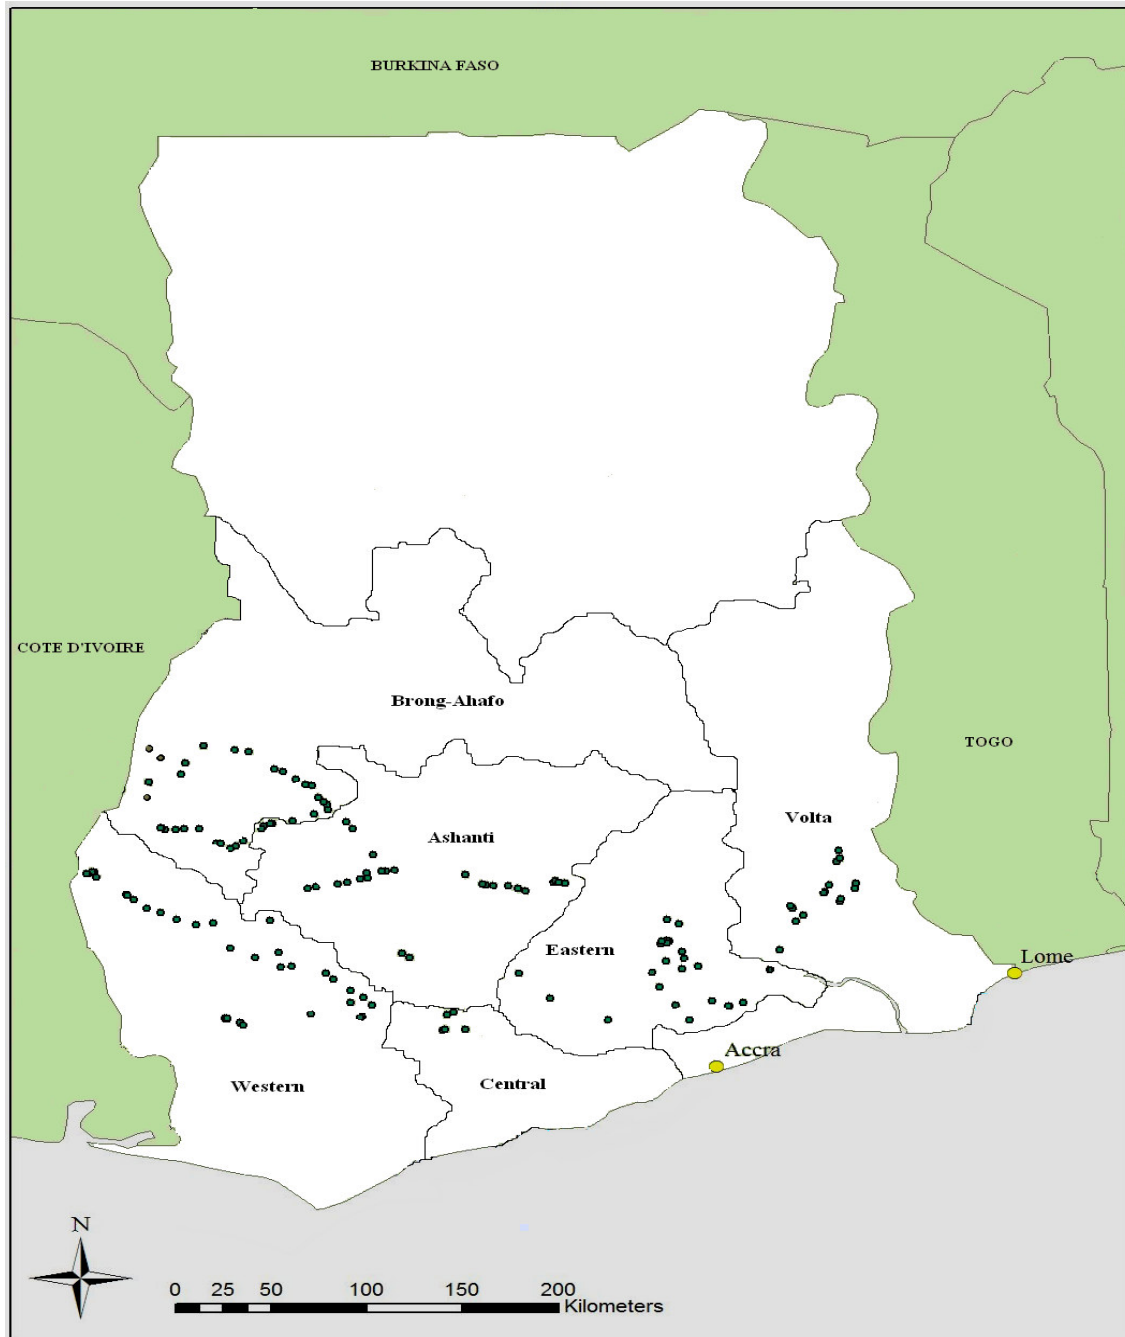 BURKINA FASO
COTE D'IVOIRE
Brong-Ahafo
TOGO
Volta
Ashanti
Eastern
Lome
Accra
Western
Central
N
0 25 50 100 150 200
Kilometers